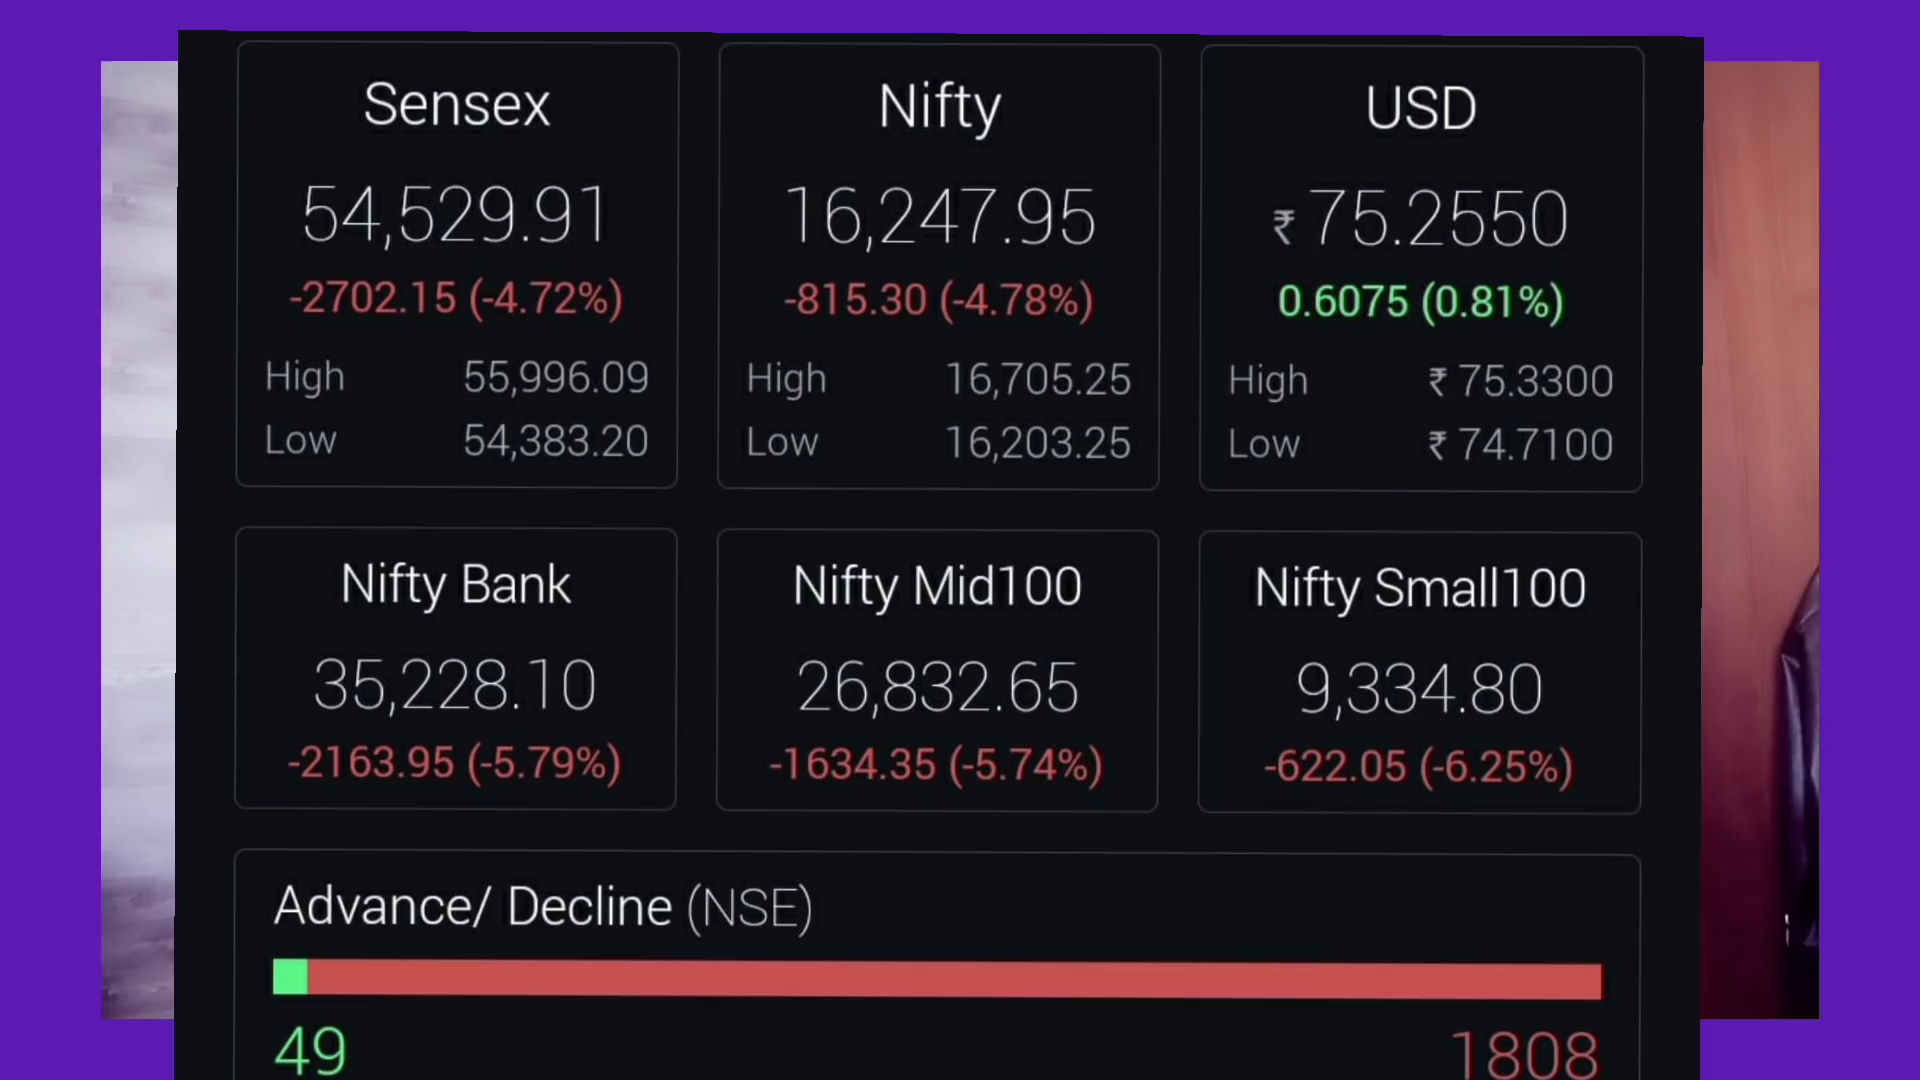 Sensex
54,529.91
-2702.15 (-4.72%)
High 55,996.09
Low 54,383.20
Nifty
16,247.95
-815.30 (-4.78%)
High 16,705.25
Low 16,203.25
USD
₹ 75.2550
0.6075 (0.81%)
High ₹ 75.3300
Low ₹ 74.7100
Nifty Bank
35,228.10
-2163.95 (-5.79%)
Nifty Mid100
26,832.65
-1634.35 (-5.74%)
Nifty Small100
9,334.80
-622.05 (-6.25%)
Advance/ Decline (NSE)
49 1808